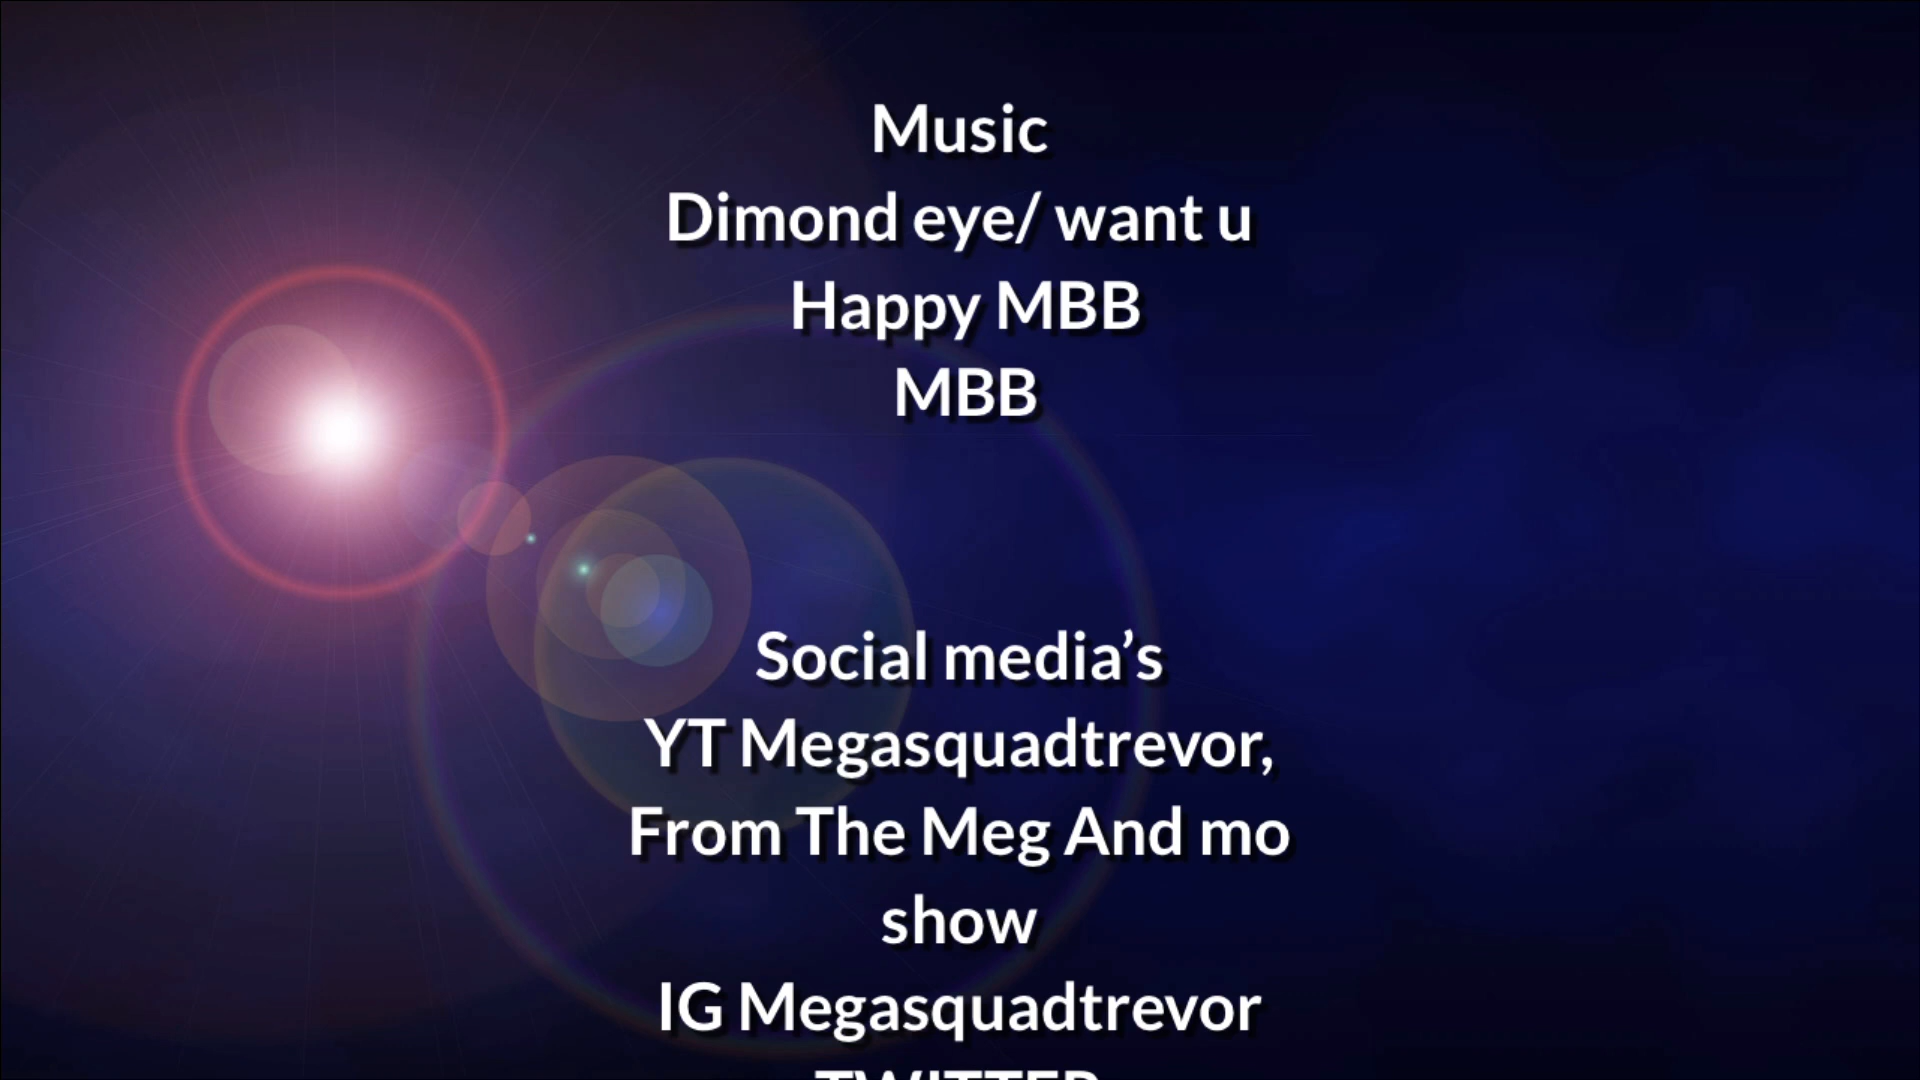 Music
Dimond eye/ want u
Happy MBB
MBB
Social media’s
YT Megasquadtrevor,
From The Meg And mo
show
IG Megasquadtrevor
TWITTER